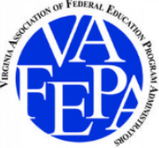 VIRGINIA ASSOCIATION OF FEDERAL EDUCATION PROGRAM ADMINISTRATORS
VA
FEPA